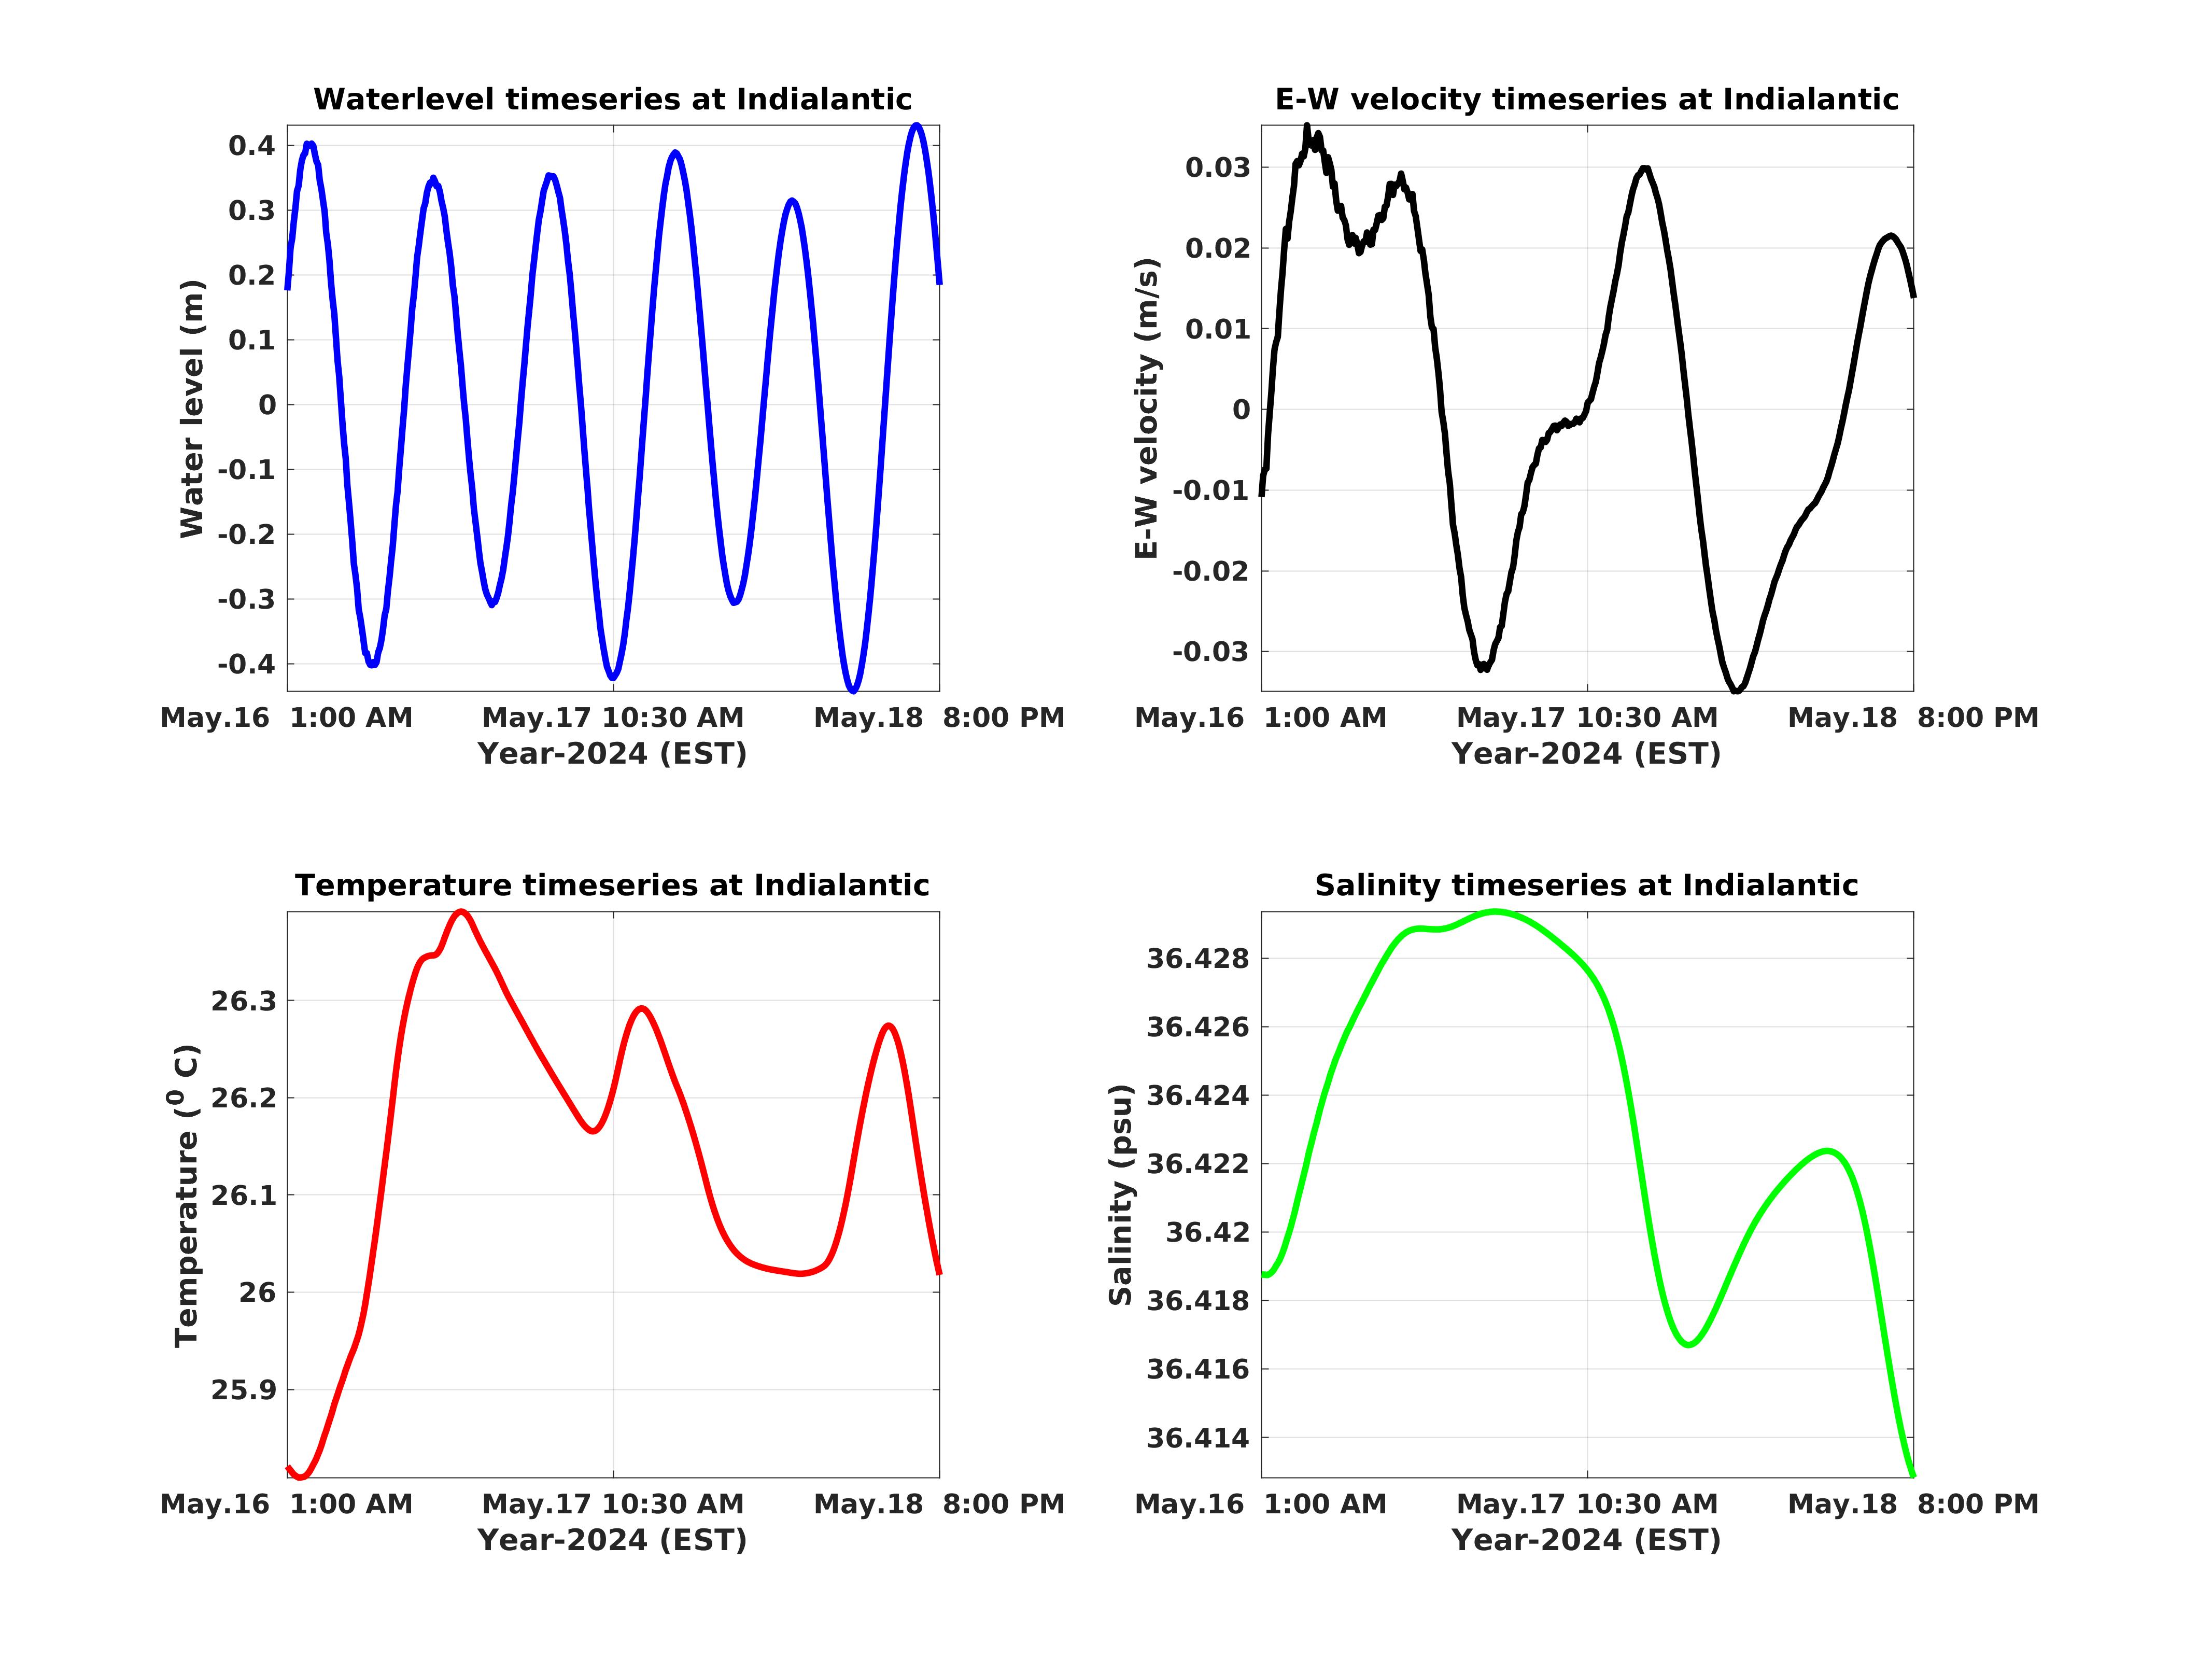 Waterlevel timeseries at Indialantic
0.4
0.3
0.2
0.1
0
-0.1
-0.2
-0.3
-0.4
Water level (m)
May.16 1:00 AM May.17 10:30 AM May.18 8:00 PM
Year-2024 (EST)
E-W velocity timeseries at Indialantic
0.03
0.02
0.01
0
-0.01
-0.02
-0.03
E-W velocity (m/s)
May.16 1:00 AM May.17 10:30 AM May.18 8:00 PM
Year-2024 (EST)
Temperature timeseries at Indialantic
26.3
26.2
26.1
26
25.9
Temperature (⁰ C)
May.16 1:00 AM May.17 10:30 AM May.18 8:00 PM
Year-2024 (EST)
Salinity timeseries at Indialantic
36.428
36.426
36.424
36.422
36.42
36.418
36.416
36.414
Salinity (psu)
May.16 1:00 AM May.17 10:30 AM May.18 8:00 PM
Year-2024 (EST)